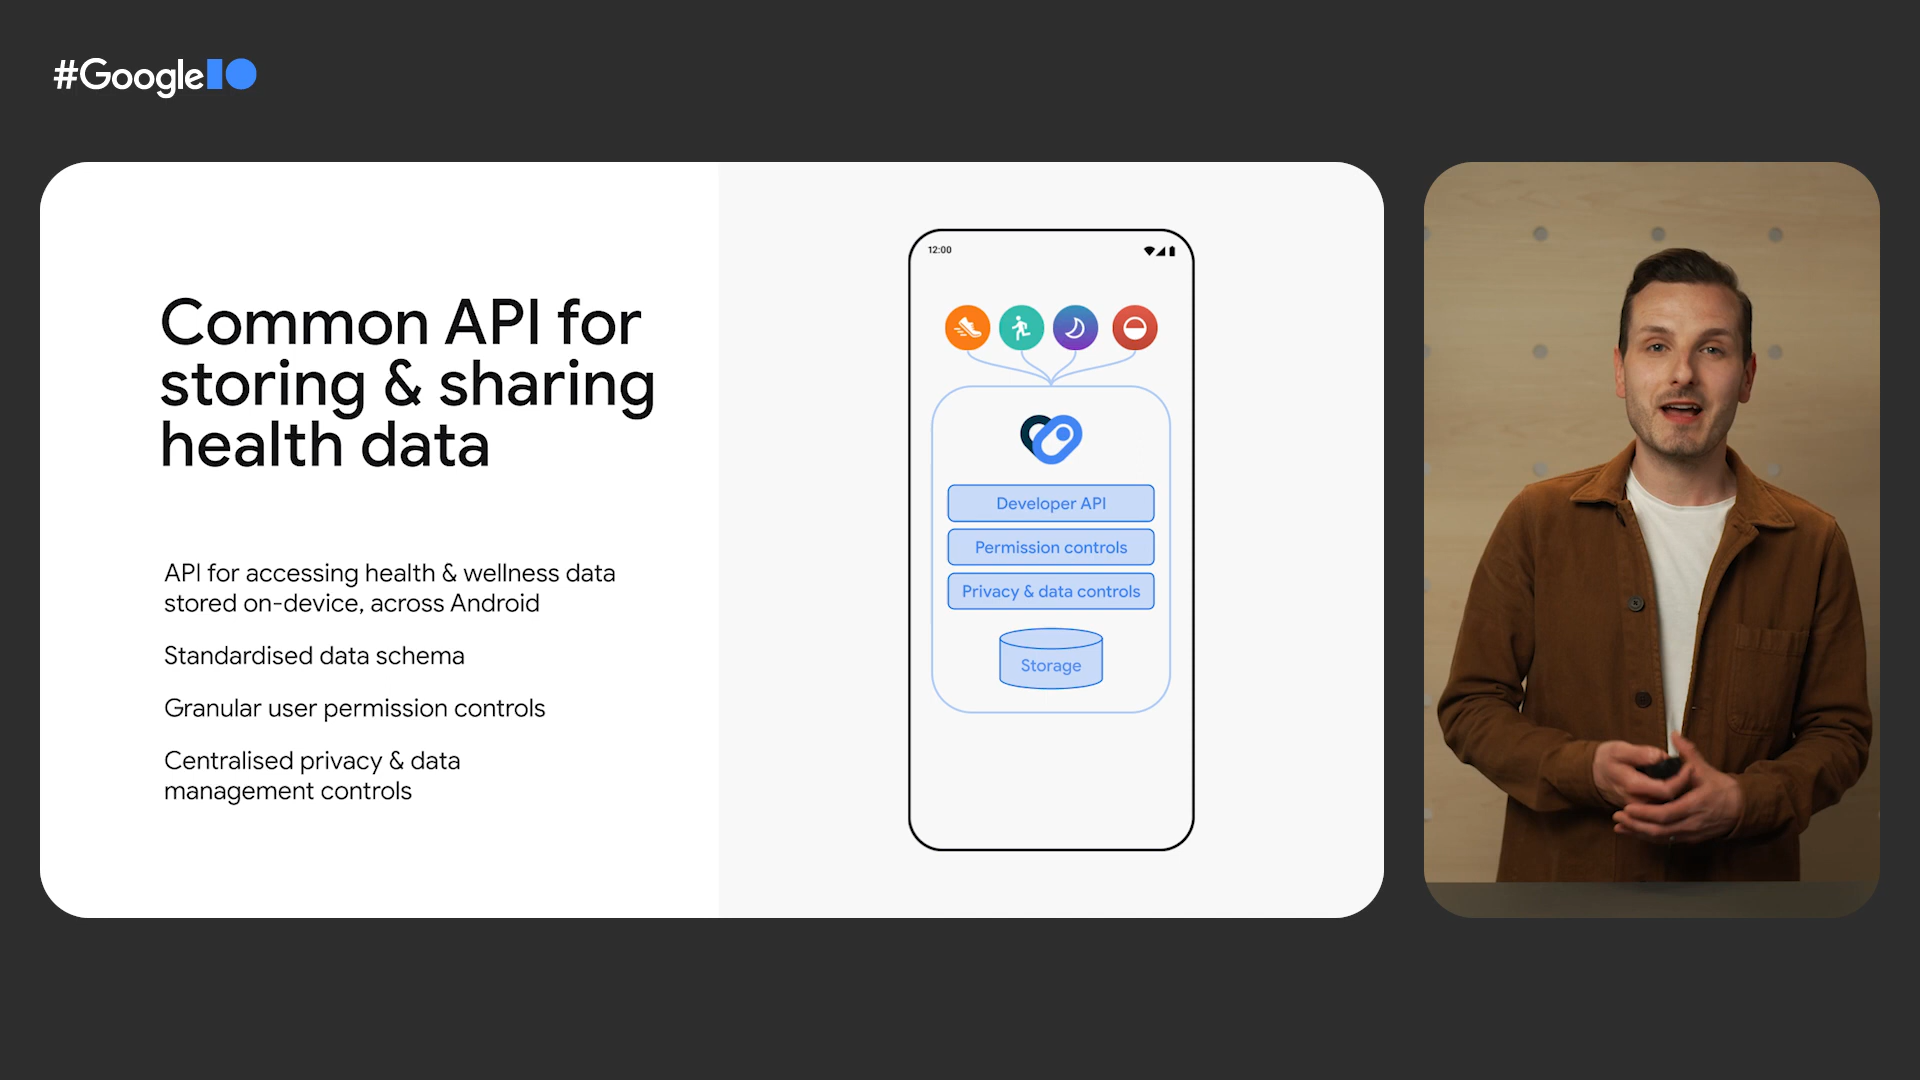 #GoogleIO
Common API for
storing & sharing
health data
API for accessing health & wellness data
stored on-device, across Android
Standardised data schema
Granular user permission controls
Centralised privacy & data
management controls
12:00
Developer API
Permission controls
Privacy & data controls
Storage